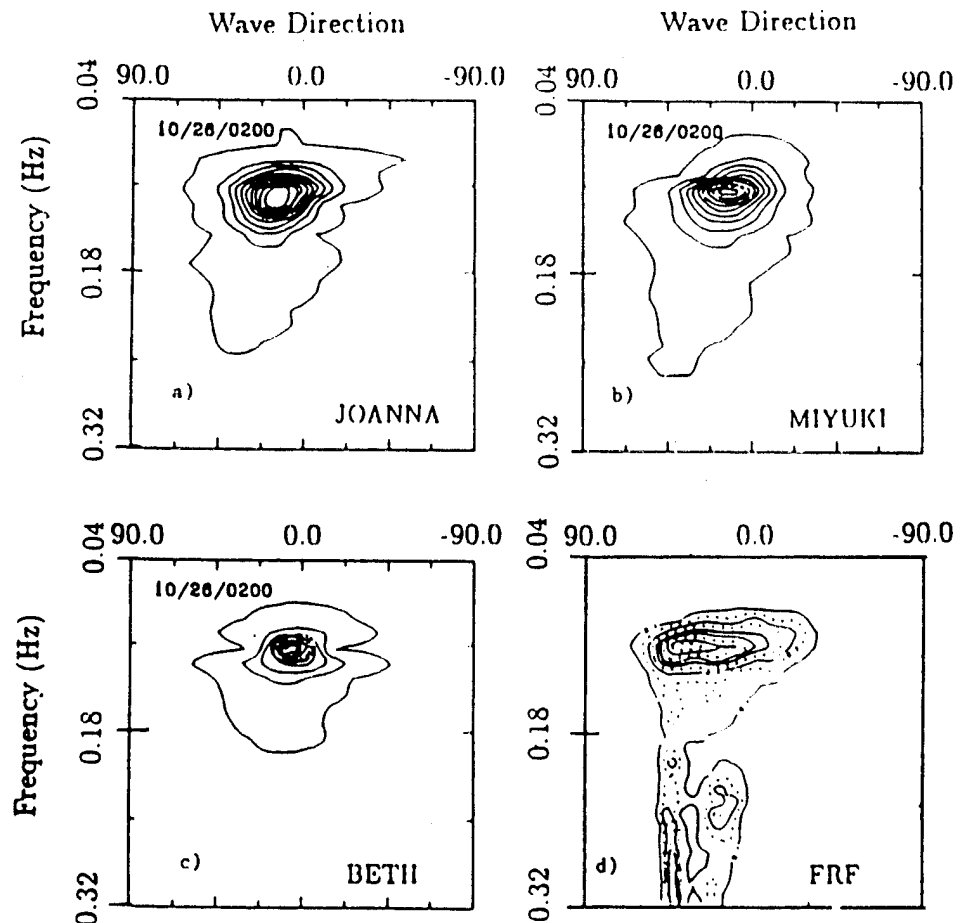 Wave Direction
Wave Direction
90.0 0.0 -90.0
90.0 0.0 -90.0
0.04
0.18
0.32
Frequency (Hz)
10/26/0200
a)
JOANNA
0.04
0.18
0.32
10/26/0200
b)
MIYUKI
90.0 0.0 -90.0
90.0 0.0 -90.0
0.04
0.18
0.32
Frequency (Hz)
10/26/0200
c)
BETH
0.04
0.18
0.32
d)
FRF